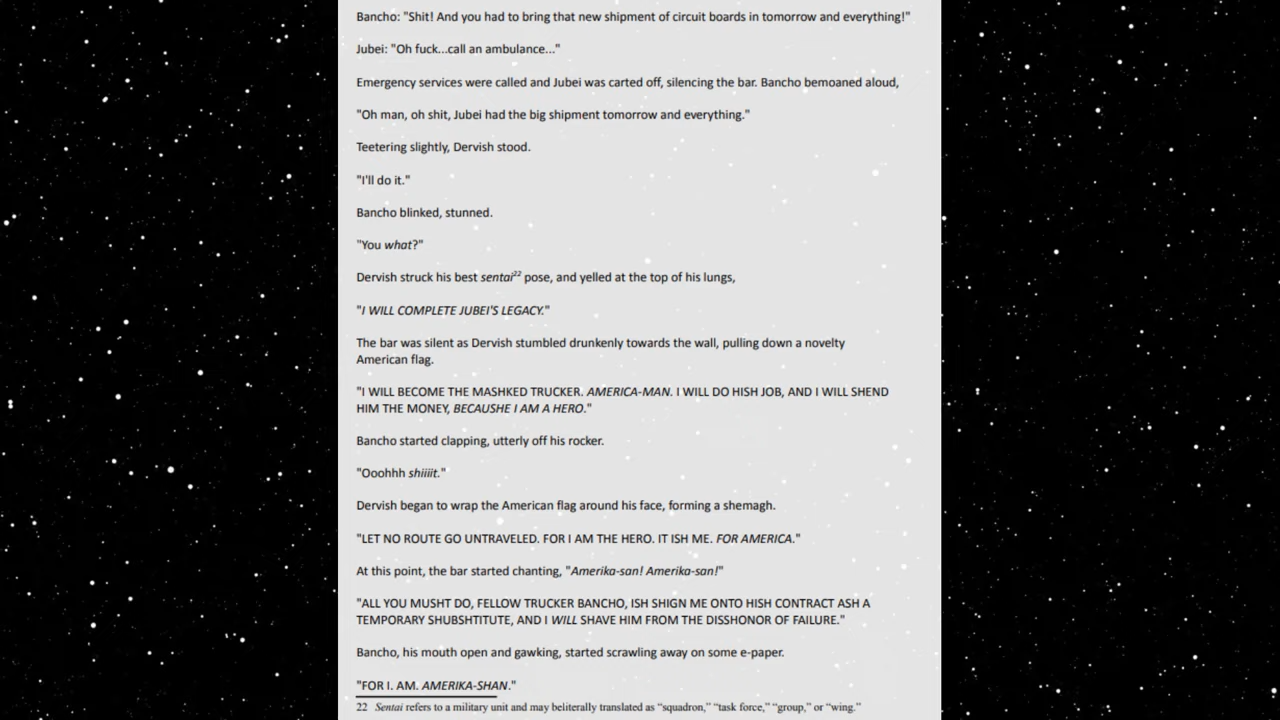 Bancho: "Shit! And you had to bring that new shipment of circuit boards in tomorrow and everything!"
Jubei: "Oh fuck...call an ambulance..."
Emergency services were called and Jubei was carted off, silencing the bar. Bancho bemoaned aloud,
"Oh man, oh shit, Jubei had the big shipment tomorrow and everything."
Teetering slightly, Dervish stood.
"I'll do it."
Bancho blinked, stunned.
"You what?"
Dervish struck his best sentai22 pose, and yelled at the top of his lungs,
"I WILL COMPLETE JUBEI'S LEGACY."
The bar was silent as Dervish stumbled drunkenly towards the wall, pulling down a novelty
American flag.
"I WILL BECOME THE MASHKED TRUCKER. AMERICA-MAN. I WILL DO HISH JOB, AND I WILL SHEND
HIM THE MONEY, BECAUSHE I AM A HERO."
Bancho started clapping, utterly off his rocker.
"Ooohhh shiiiit."
Dervish began to wrap the American flag around his face, forming a shemagh.
"LET NO ROUTE GO UNTRAVELED. FOR I AM THE HERO. IT ISH ME. FOR AMERICA."
At this point, the bar started chanting, "Amerika-san! Amerika-san!"
"ALL YOU MUSHT DO, FELLOW TRUCKER BANCHO, ISH SHIGN ME ONTO HISH CONTRACT ASH A
TEMPORARY SHUBSHTITUTE, AND I WILL SHAVE HIM FROM THE DISSHONOR OF FAILURE."
Bancho, his mouth open and gawking, started scrawling away on some e-paper.
"FOR I. AM. AMERIKA-SHAN."
22 Sentai refers to a military unit and may beliterally translated as “squadron,” “task force,” “group,” or “wing.”